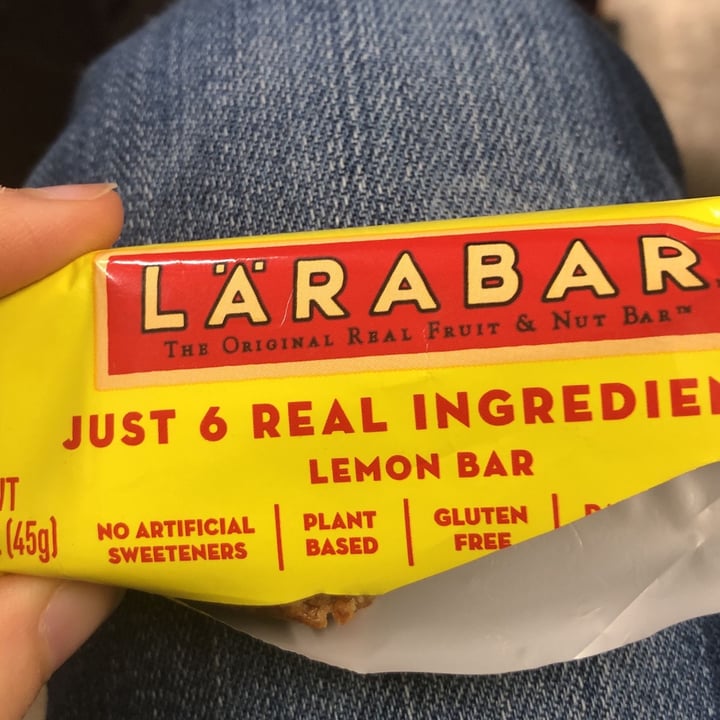 LÄRABAR
THE ORIGINAL REAL FRUIT & NUT BAR™
JUST 6 REAL
LEMON BAR
(45g)
NO ARTIFICIAL
SWEETENERS
PLANT
BASED
GLUTEN
FREE